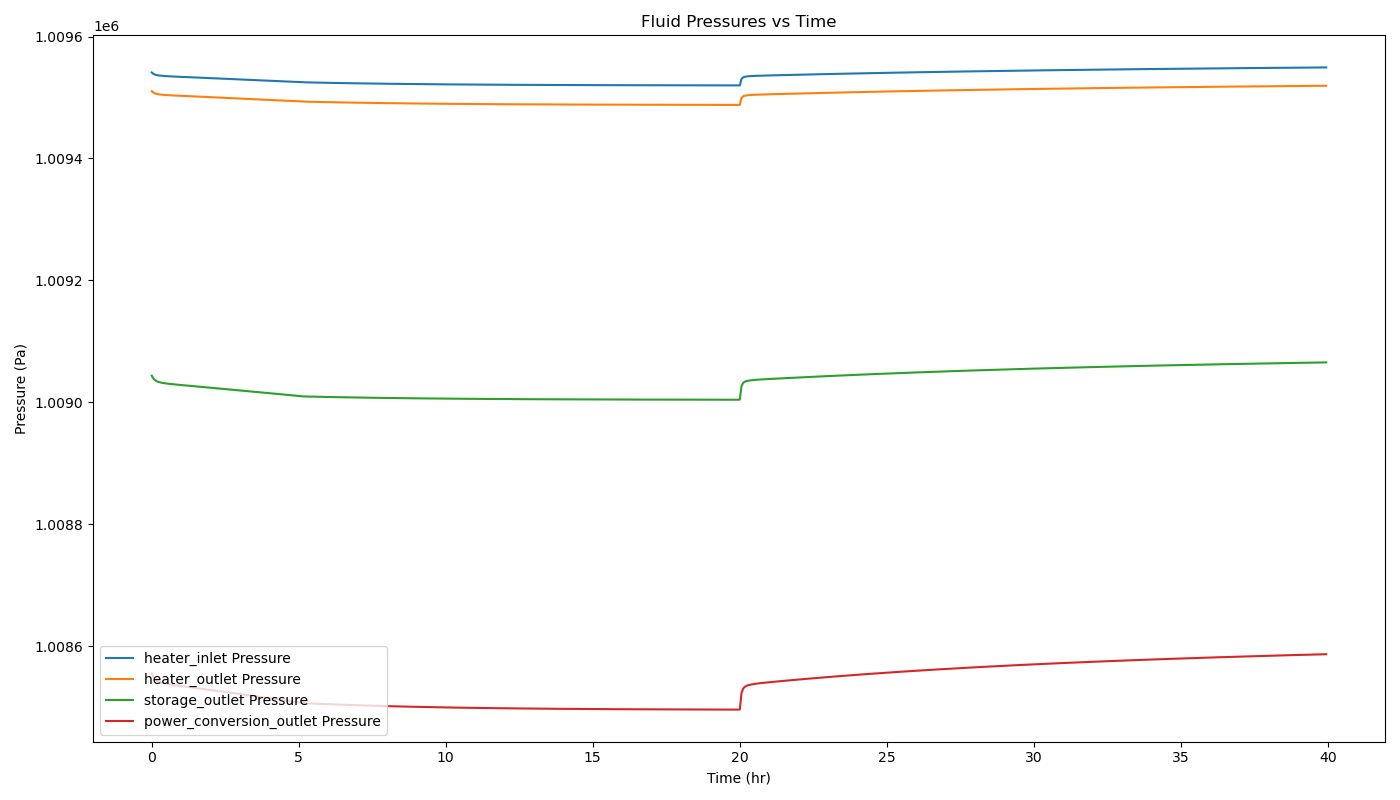 Fluid Pressures vs Time
1e6
1.0096
1.0094
1.0092
1.0090
1.0088
1.0086
Pressure (Pa)
heater_inlet Pressure
heater_outlet Pressure
storage_outlet Pressure
power_conversion_outlet Pressure
0 5 10 15 20 25 30 35 40
Time (hr)